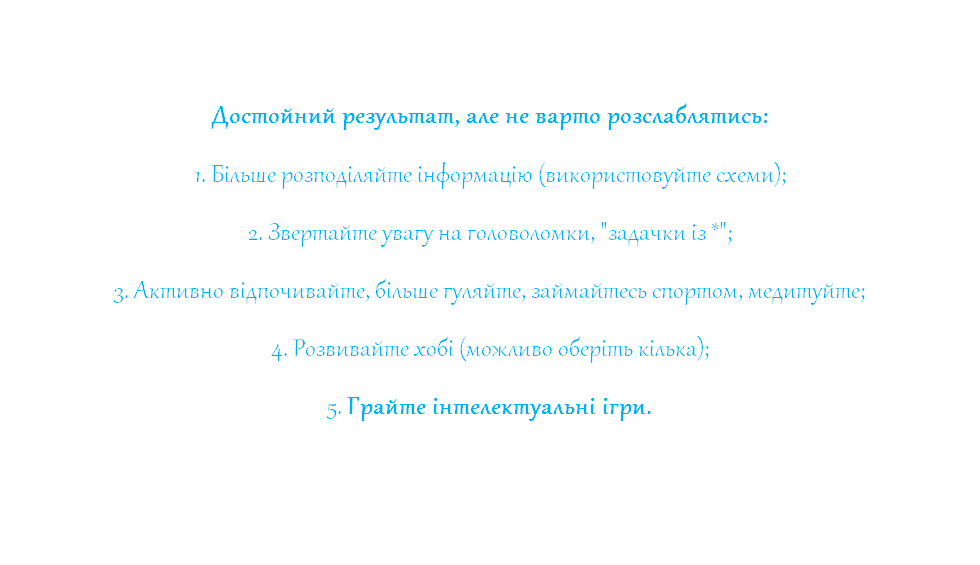 Достойний результат, але не варто розслаблятись:
1. Більше розподіляйте інформацію (використовуйте схеми);
2. Звертайте увагу на головоломки, "задачки із *";
3. Активно відпочивайте, більше гуляйте, займайтесь спортом, медитуйте;
4. Розвивайте хобі (можливо оберіть кілька);
5. Грайте інтелектуальні ігри.